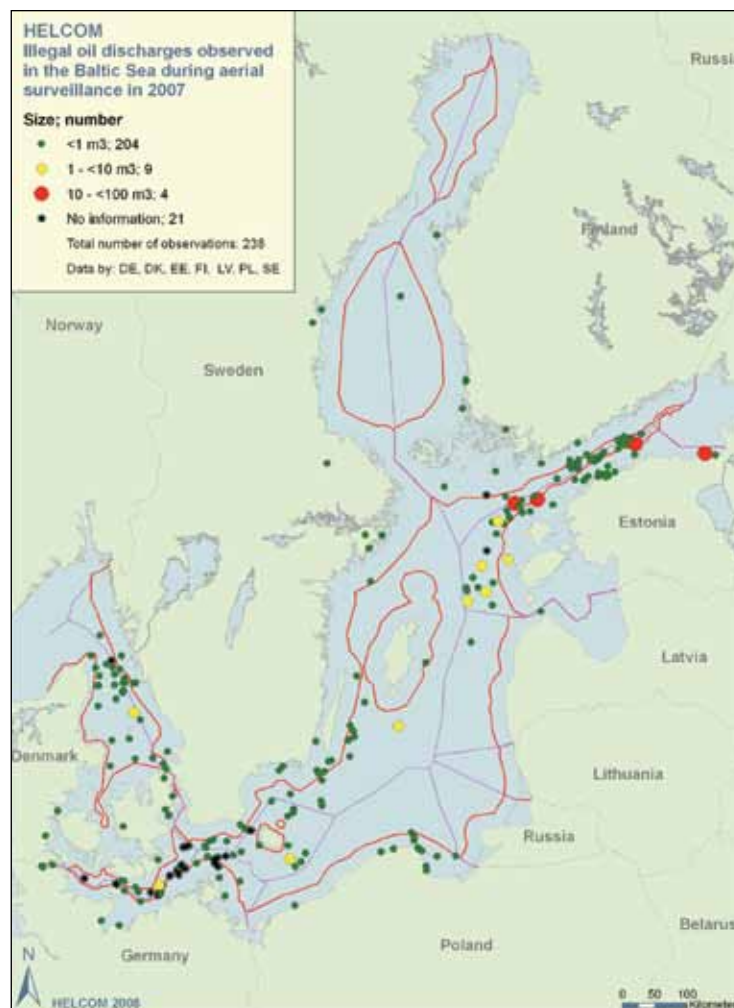 HELCOM
Illegal oil discharges observed
in the Baltic Sea during aerial
surveillance in 2007
Size; number
<1 m3; 204
1 - <10 m3; 9
10 - <100 m3; 4
No information; 21
Total number of observations: 238
Data by: DE, DK, EE, FI, LV, PL, SE
Russia
Finland
Norway
Sweden
Estonia
Latvia
Denmark
Lithuania
Russia
Belarus
Poland
Germany
N
HELCOM 2008
0 50 100
Kilometers